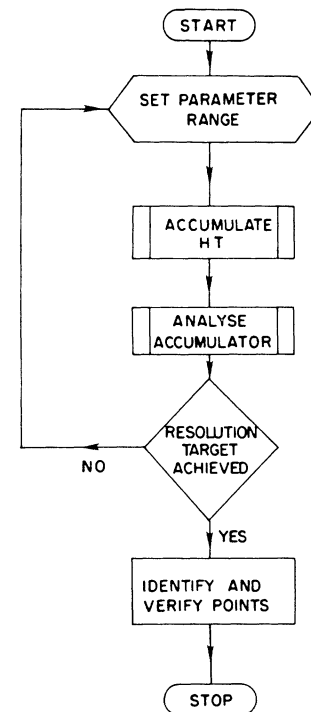 START
SET PARAMETER
RANGE
ACCUMULATE
HT
ANALYSE
ACCUMULATOR
RESOLUTION
TARGET
ACHIEVED
NO
YES
IDENTIFY AND
VERIFY POINTS
STOP